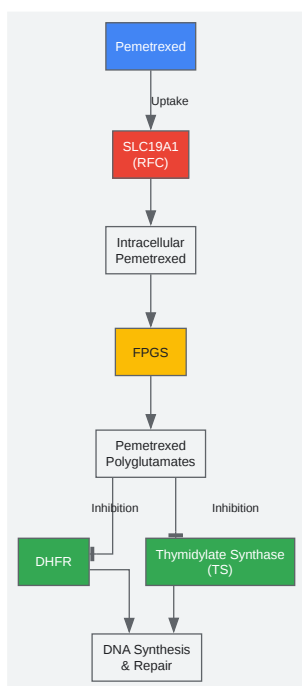 Pemetrexed
Uptake
SLC19A1
(RFC)
Intracellular
Pemetrexed
FPGS
Pemetrexed
Polyglutamates
Inhibition
Inhibition
DHFR
Thymidylate Synthase
(TS)
DNA Synthesis
& Repair